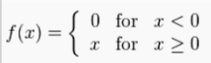 f(x) = { 0 for x < 0
x for x ≥ 0